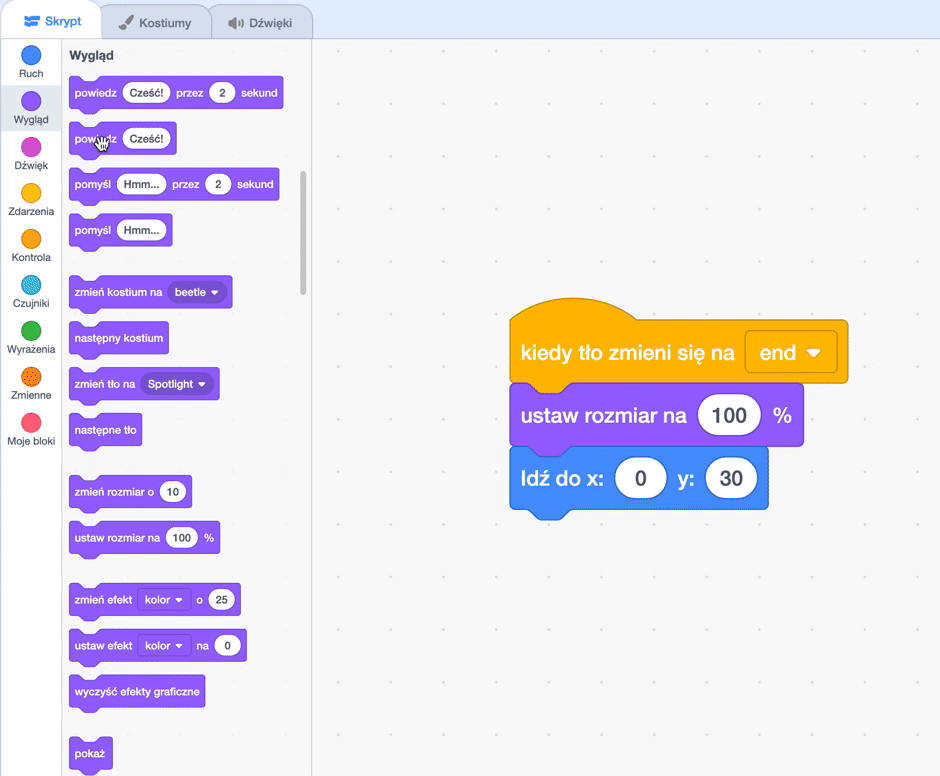 Skrypt
Kostiumy
Dźwięki
Ruch
Wygląd
Dźwięk
Zdarzenia
Kontrola
Czujniki
Wyrażenia
Zmienne
Moje bloki
Wygląd
powiedz Cześć! przez 2 sekund
powiedz Cześć!
pomyśl Hmm... przez 2 sekund
pomyśl Hmm...
zmień kostium na beetle
następny kostium
zmień tło na Spotlight
następne tło
zmień rozmiar o 10
ustaw rozmiar na 100 %
zmień efekt kolor o 25
ustaw efekt kolor na 0
wyczyść efekty graficzne
pokaż
kiedy tło zmieni się na end
ustaw rozmiar na 100 %
Idź do x: 0 y: 30